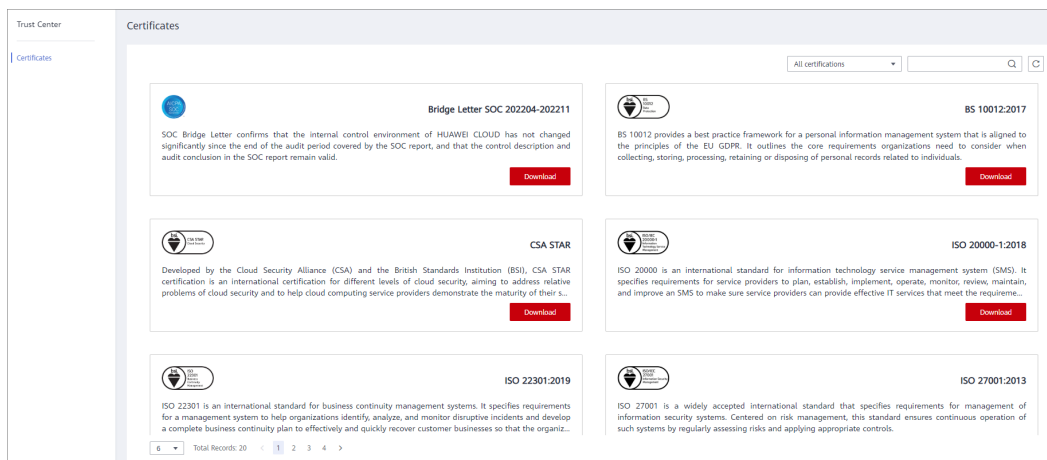 Trust Center
Certificates
Certificates
All certifications
Bridge Letter SOC 202204-202211
SOC Bridge Letter confirms that the internal control environment of HUAWEI CLOUD has not changed
significantly since the end of the audit period covered by the SOC report, and that the control description and
audit conclusion in the SOC report remain valid.
Download
BS 10012:2017
BS 10012 provides a best practice framework for a personal information management system that is aligned to
the principles of the EU GDPR. It outlines the core requirements organizations need to consider when
collecting, storing, processing, retaining or disposing of personal records related to individuals.
Download
bsi.
CSA STAR
CSA STAR
Developed by the Cloud Security Alliance (CSA) and the British Standards Institution (BSI), CSA STAR
certification is an international certification for different levels of cloud security, aiming to address relative
problems of cloud security and to help cloud computing service providers demonstrate the maturity of their s...
Download
ISO 20000-1:2018
ISO 20000 is an international standard for information technology service management system (SMS). It
specifies requirements for service providers to plan, establish, implement, operate, monitor, review, maintain,
and improve an SMS to make sure service providers can provide effective IT services that meet the requireme...
Download
ISO 22301:2019
ISO 22301 is an international standard for business continuity management systems. It specifies requirements
for a management system to help organizations identify, analyze, and monitor disruptive incidents and develop
a complete business continuity plan to effectively and quickly recover customer businesses so that the organiz...
ISO 27001:2013
ISO 27001 is a widely accepted international standard that specifies requirements for management of
information security systems. Centered on risk management, this standard ensures continuous operation of
such systems by regularly assessing risks and applying appropriate controls.
6 Total Records: 20 < 1 2 3 4 >